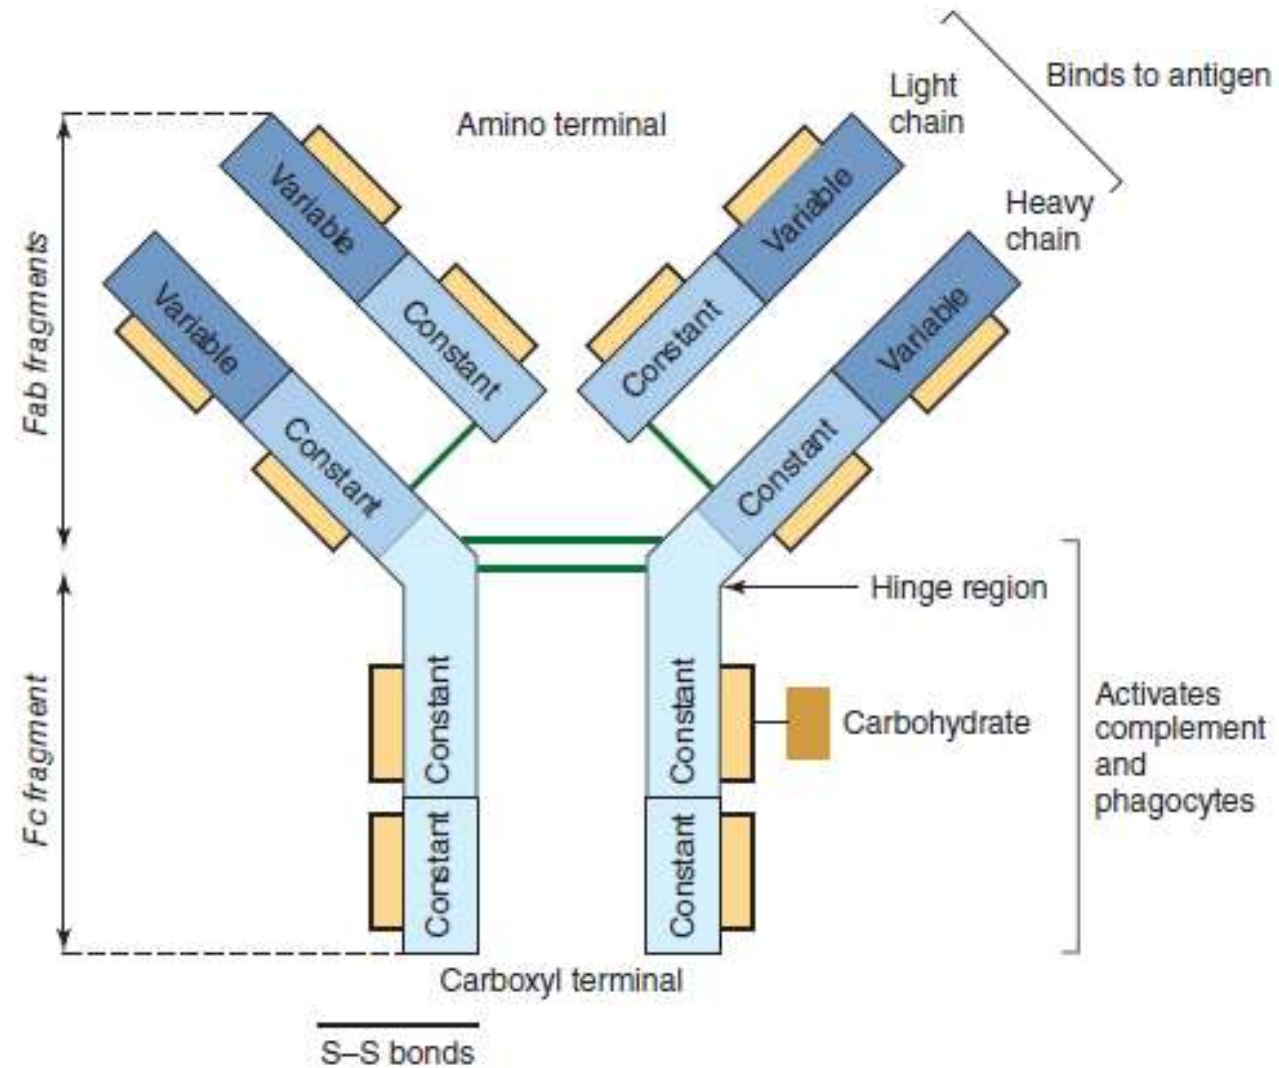 Binds to antigen
Light
chain
Amino terminal
Heavy
chain
Variable
Variable
Variable
Variable
Constant
Constant
Constant
Constant
Fab fragments
Hinge region
Fc fragment
Constant
Constant
Carbohydrate
Activates
complement
and
phagocytes
Constant
Constant
Carboxyl terminal
S–S bonds